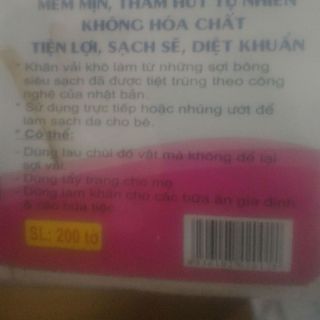 MỀM MỊN, THẤM HÚT TỰ NHIÊN
KHÔNG HÓA CHẤT
TIỆN LỢI, SẠCH SẼ, DIỆT KHUẨN
* Khăn vải khô làm từ những sợi bông
siêu sạch đã được tiệt trùng theo công
nghệ của nhật bản.
* Sử dụng trực tiếp hoặc nhúng ướt để
làm sạch da cho bé.
* Có thể:
- Dùng lau chùi đồ vật mà không để lại
sợi vải.
- Dùng tẩy trang cho mẹ
- Dùng làm khăn cho các bữa ăn gia đình
& các bữa tiệc.
SL: 200 tờ